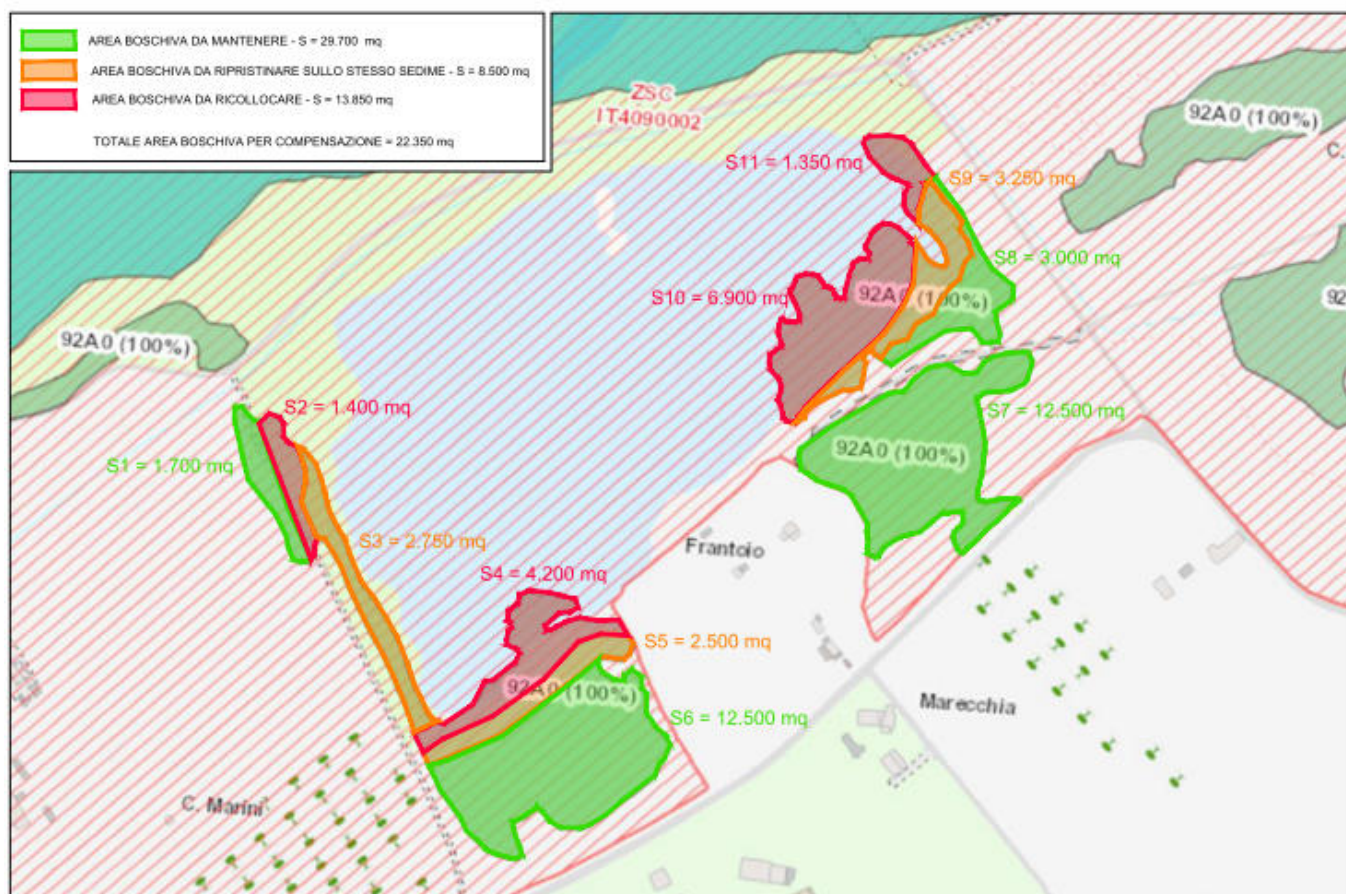 AREA BOSCHIVA DA MANTENERE - S = 29.700 mq
AREA BOSCHIVA DA RIPRISTINARE SULLO STESSO SEDIME - S = 8.500 mq
AREA BOSCHIVA DA RICOLLOCARE - S = 13.850 mq
TOTALE AREA BOSCHIVA PER COMPENSAZIONE = 22.350 mq
ZSC
IT4090002
92A0 (100%)
C.
S11 = 1.350 mq
S9 = 3.250 mq
S8 = 3.000 mq
S10 = 6.900 mq
92A0 (100%)
92
92A0 (100%)
S2 = 1.400 mq
S7 = 12.500 mq
S1 = 1.700 mq
92A0 (100%)
S3 = 2.750 mq
Frantoio
S4 = 4.200 mq
S5 = 2.500 mq
92A0 (100%)
S6 = 12.500 mq
Marecchia
C. Marini